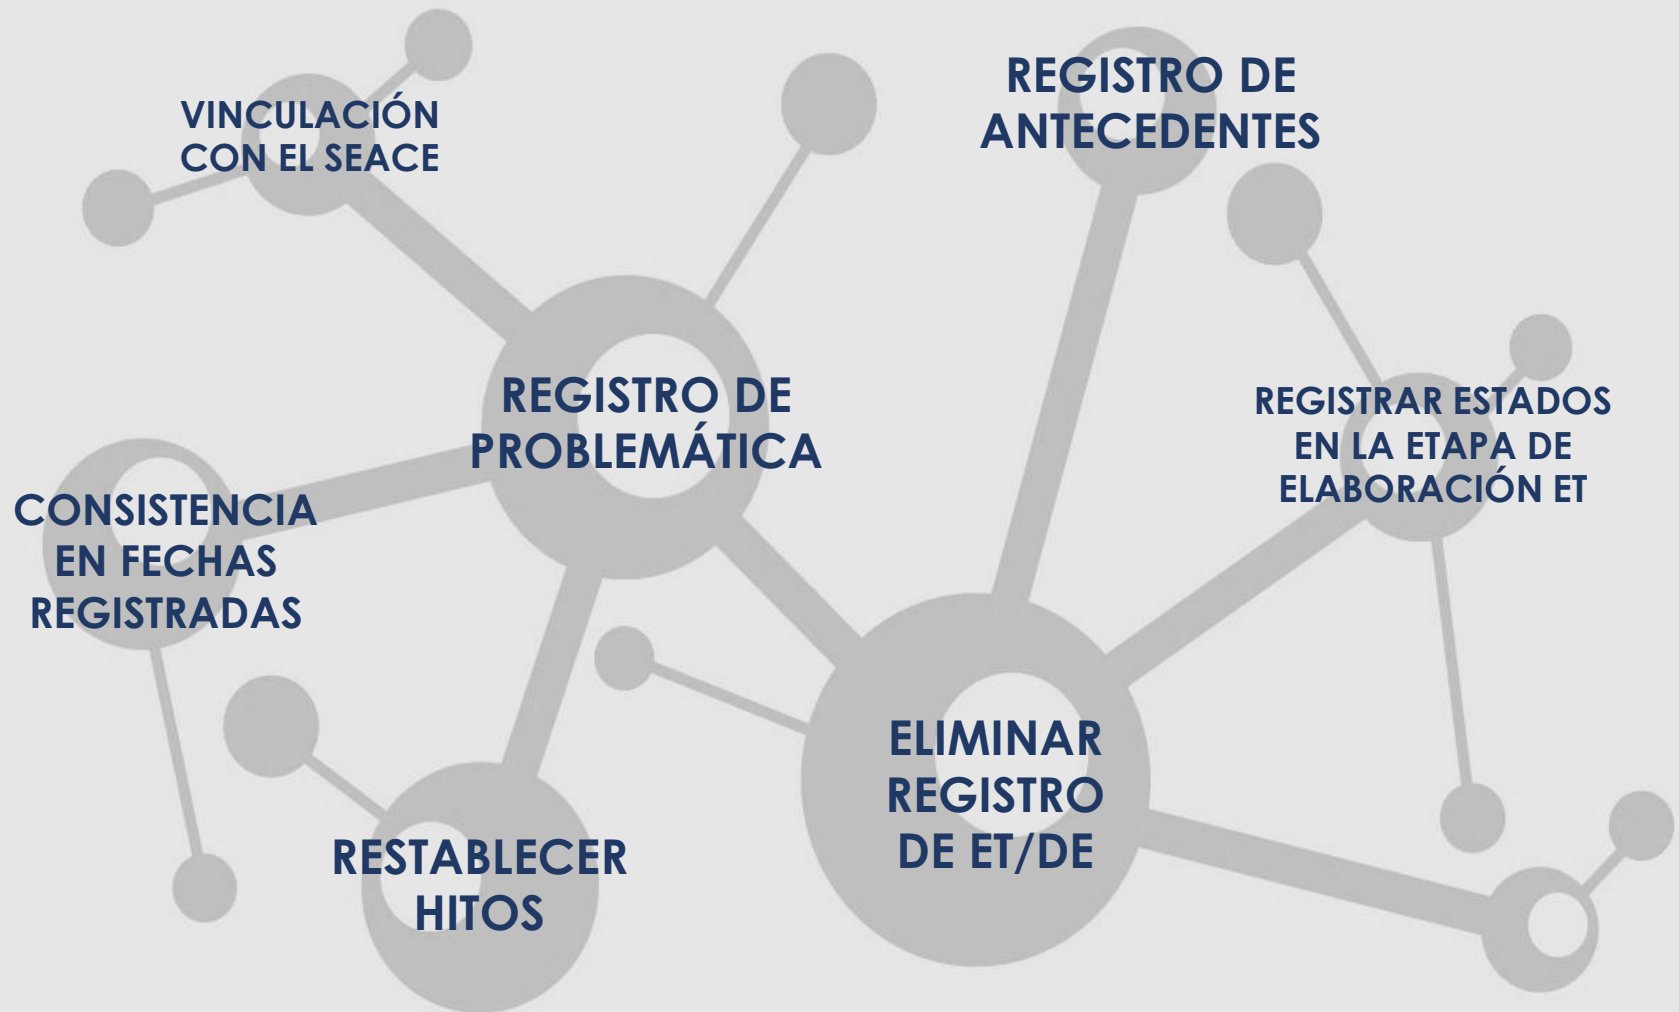 VINCULACIÓN
CON EL SEACE
REGISTRO DE
ANTECEDENTES
REGISTRO DE
PROBLEMÁTICA
REGISTRAR ESTADOS
EN LA ETAPA DE
ELABORACIÓN ET
CONSISTENCIA
EN FECHAS
REGISTRADAS
ELIMINAR
REGISTRO
DE ET/DE
RESTABLECER
HITOS